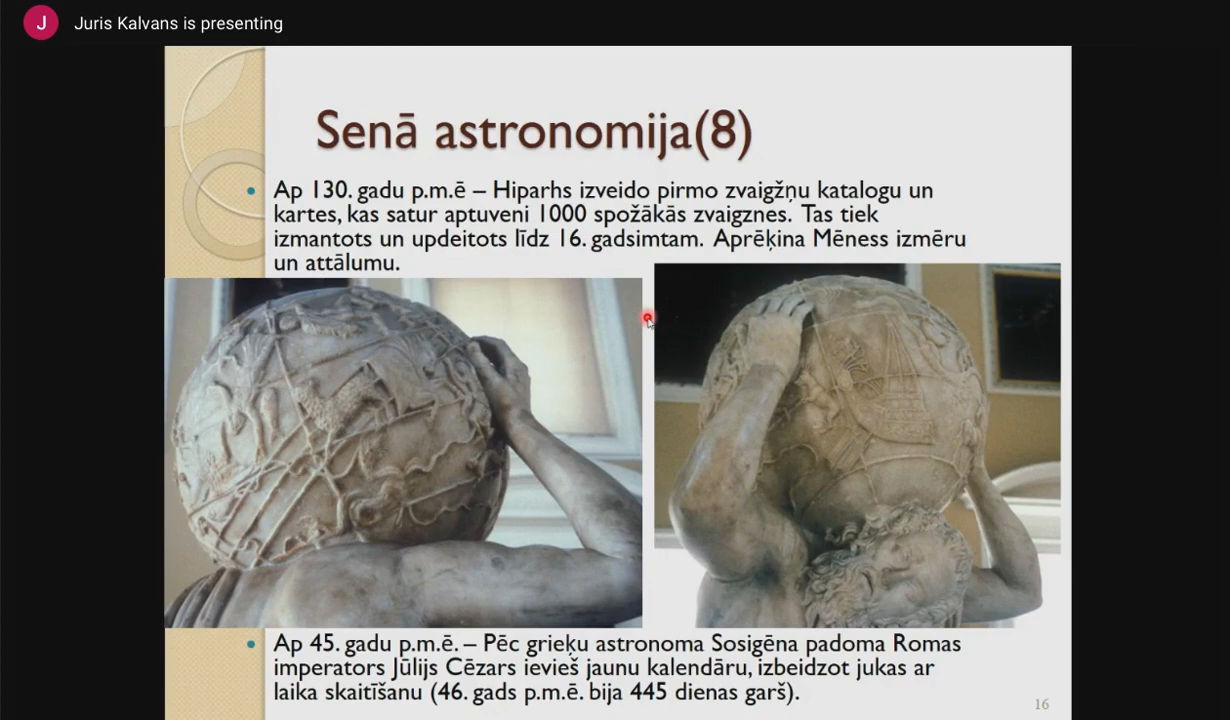 J
Juris Kalvans is presenting
Senā astronomija(8)
Ap 130. gadu p.m.ē – Hiparhs izveido pirmo zvaigžņu katalogu un
kartes, kas satur aptuveni 1000 spožākās zvaigznes. Tas tiek
izmantots un updeitots līdz 16. gadsimtam. Aprēķina Mēness izmēru
un attālumu.
Ap 45. gadu p.m.ē. – Pēc grieķu astronoma Sosigēna padoma Romas
imperators Jūlijs Cēzars ievieš jaunu kalendāru, izbeidzot jukas ar
laika skaitīšanu (46. gads p.m.ē. bija 445 dienas garš).
16